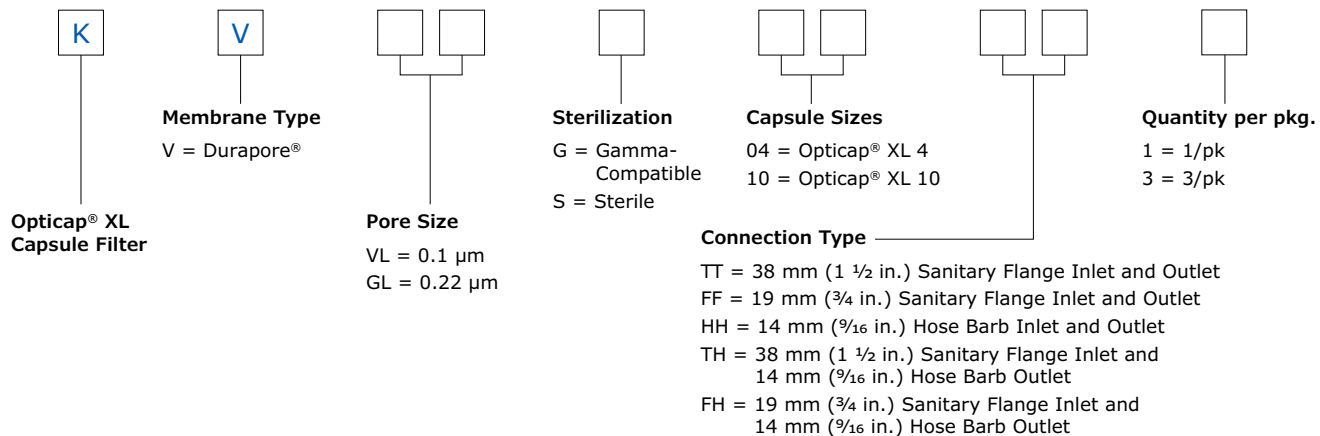 K
V
Membrane Type
V = Durapore®
Opticap® XL
Capsule Filter
Pore Size
VL = 0.1 µm
GL = 0.22 µm
Sterilization
G = Gamma-
Compatible
S = Sterile
Capsule Sizes
04 = Opticap® XL 4
10 = Opticap® XL 10
Connection Type
TT = 38 mm (1 ½ in.) Sanitary Flange Inlet and Outlet
FF = 19 mm (¾ in.) Sanitary Flange Inlet and Outlet
HH = 14 mm (⁹⁄₁₆ in.) Hose Barb Inlet and Outlet
TH = 38 mm (1 ½ in.) Sanitary Flange Inlet and
14 mm (⁹⁄₁₆ in.) Hose Barb Outlet
FH = 19 mm (¾ in.) Sanitary Flange Inlet and
14 mm (⁹⁄₁₆ in.) Hose Barb Outlet
Quantity per pkg.
1 = 1/pk
3 = 3/pk